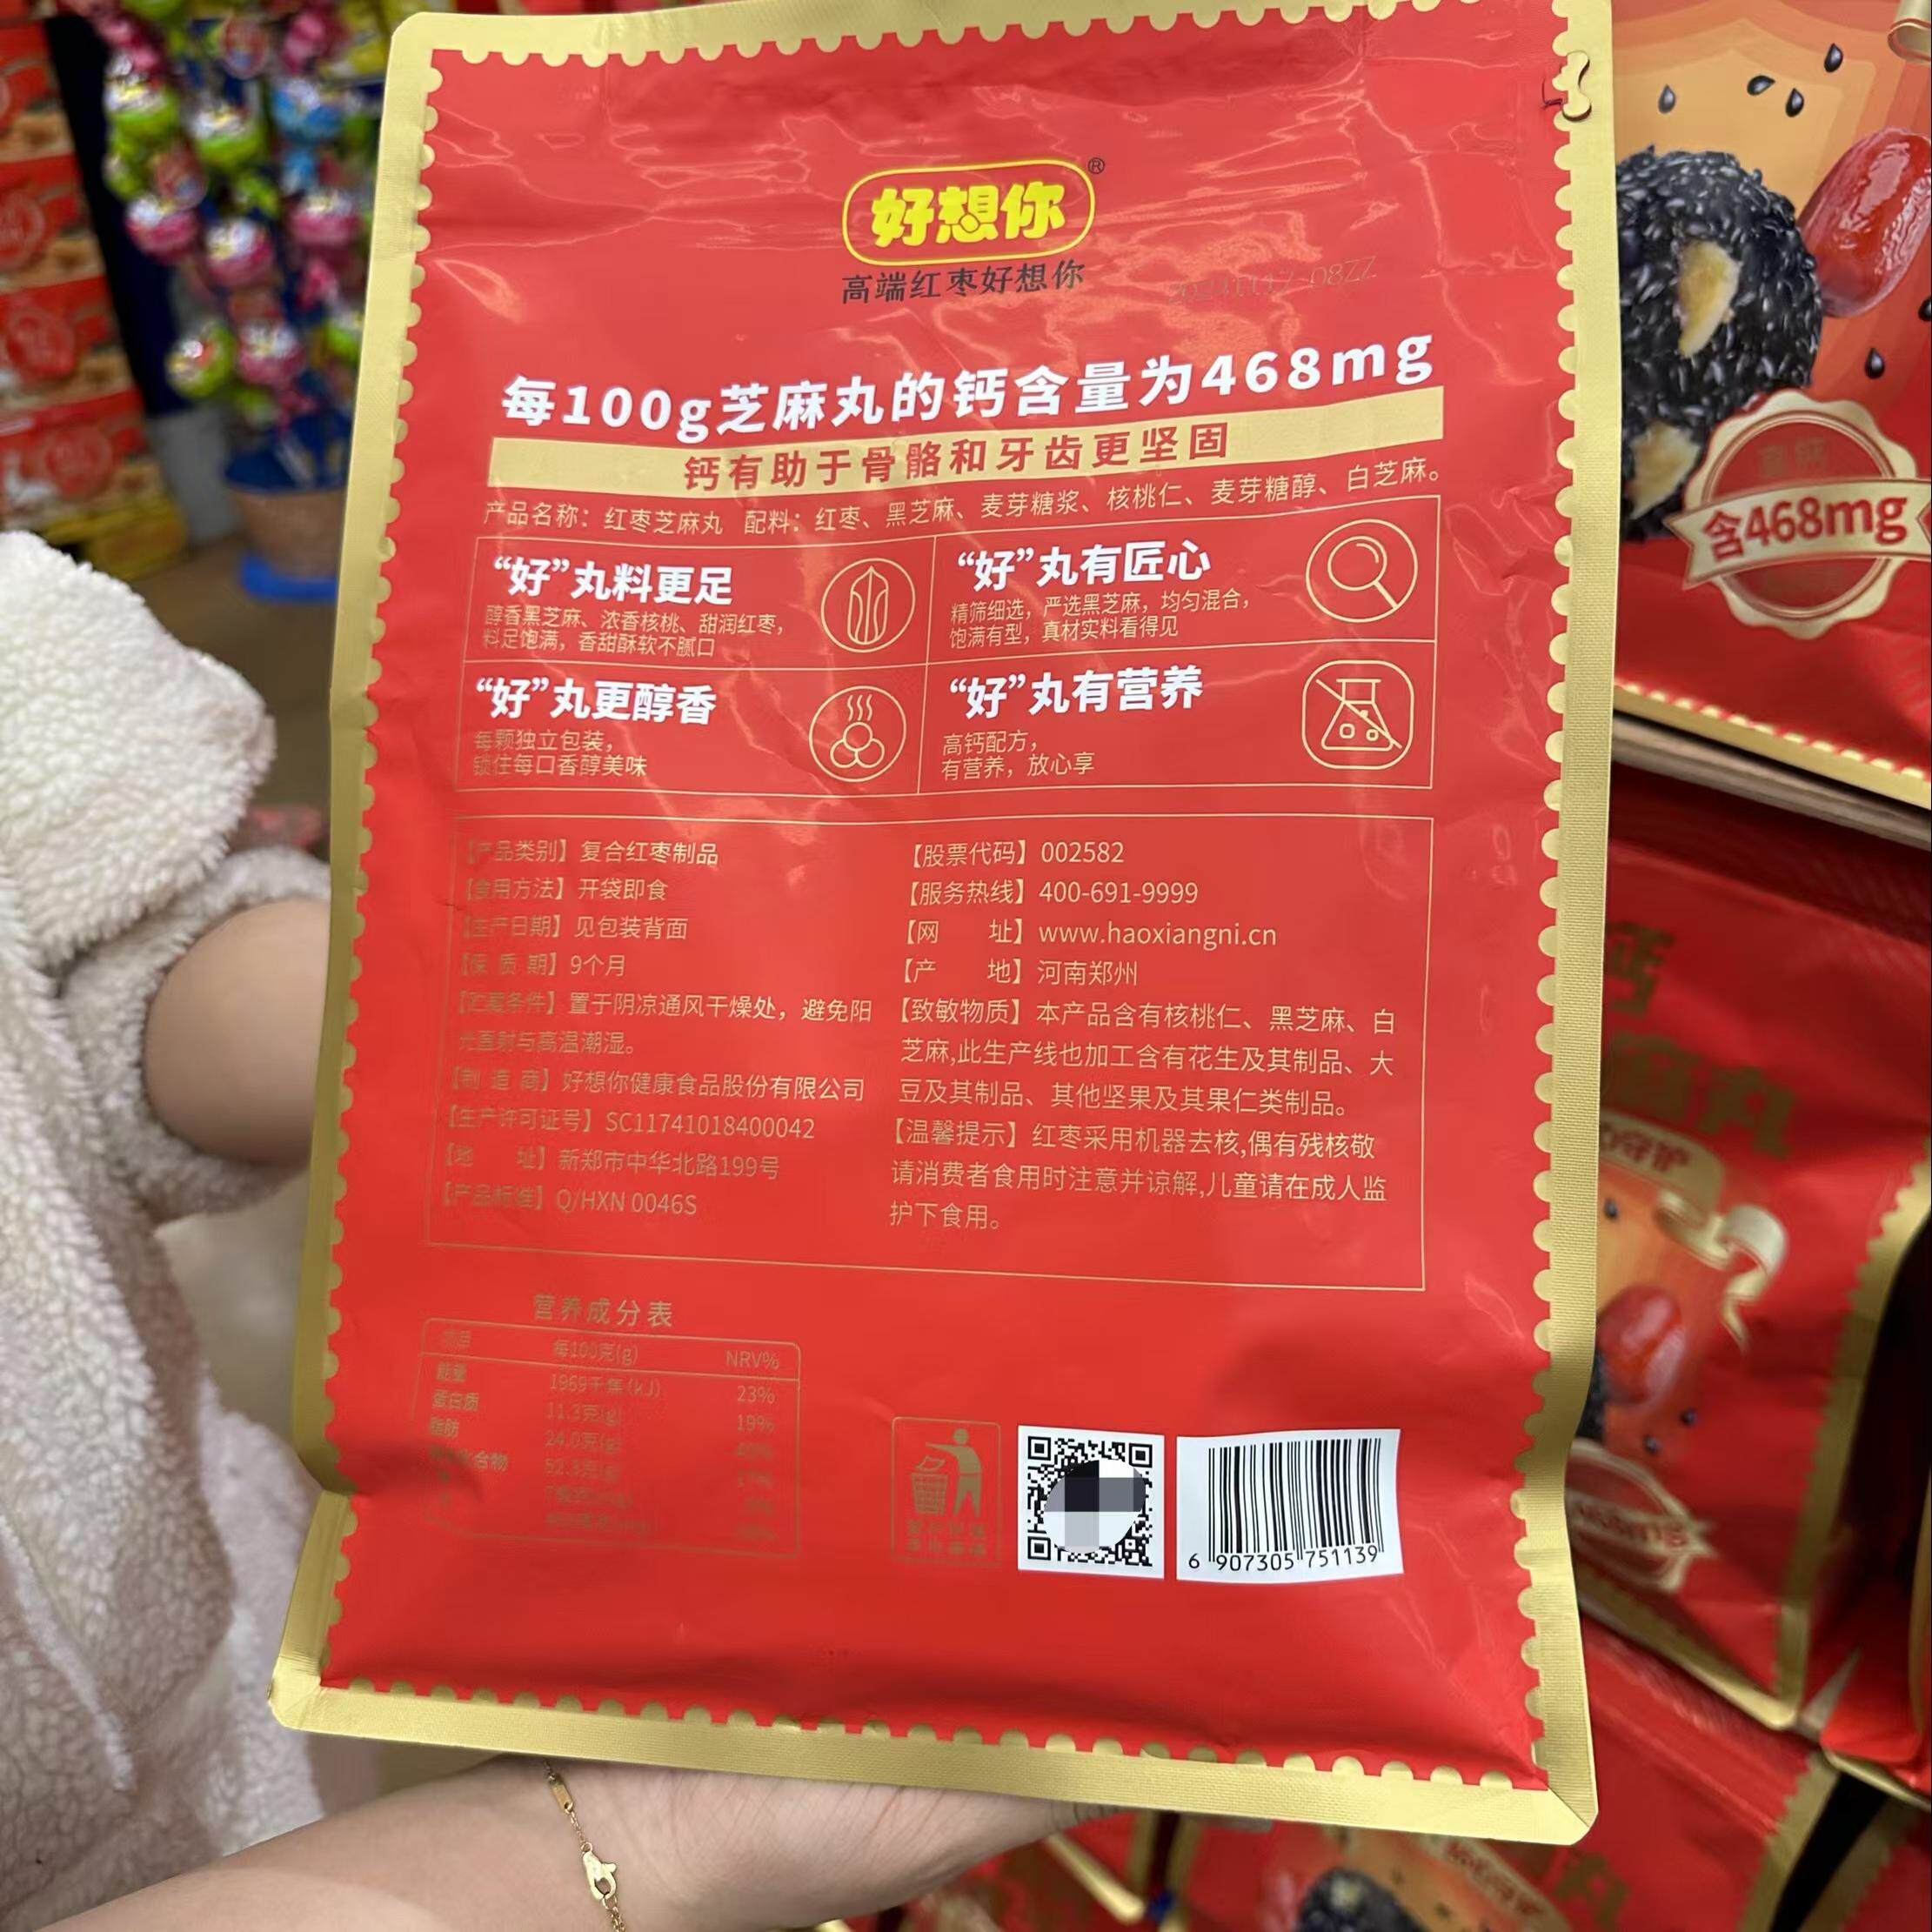 好想你®
高端红枣好想你
每100g芝麻丸的钙含量为468mg
钙有助于骨骼和牙齿更坚固
产品名称：红枣芝麻丸 配料：红枣、黑芝麻、麦芽糖浆、核桃仁、麦芽糖醇、白芝麻。
“好”丸料更足
醇香黑芝麻、浓香核桃、甜润红枣，
料足饱满，香甜酥软不腻口
“好”丸有匠心
精筛细选，严选黑芝麻，均匀混合，
饱满有型，真材实料看得见
“好”丸更醇香
每颗独立包装，
锁住每口香醇美味
“好”丸有营养
高钙配方，
有营养，放心享
【产品类别】复合红枣制品
【食用方法】开袋即食
【生产日期】见包装背面
【保 质 期】9个月
【贮藏条件】置于阴凉通风干燥处，避免阳
光直射与高温潮湿。
【制 造 商】好想你健康食品股份有限公司
【生产许可证号】SC11741018400042
【地 址】新郑市中华北路199号
【产品标准】Q/HXN 0046S
【股票代码】002582
【服务热线】400-691-9999
【网 址】www.haoxiangni.cn
【产 地】河南郑州
【致敏物质】本产品含有核桃仁、黑芝麻、白
芝麻,此生产线也加工含有花生及其制品、大
豆及其制品、其他坚果及其果仁类制品。
【温馨提示】红枣采用机器去核,偶有残核敬
请消费者食用时注意并谅解,儿童请在成人监
护下食用。
营养成分表
项目 每100克(g) NRV%
能量 1969千焦(kJ) 23%
蛋白质 11.3克(g) 19%
脂肪 24.0克(g)
合物
6 907305 751139
含468mg